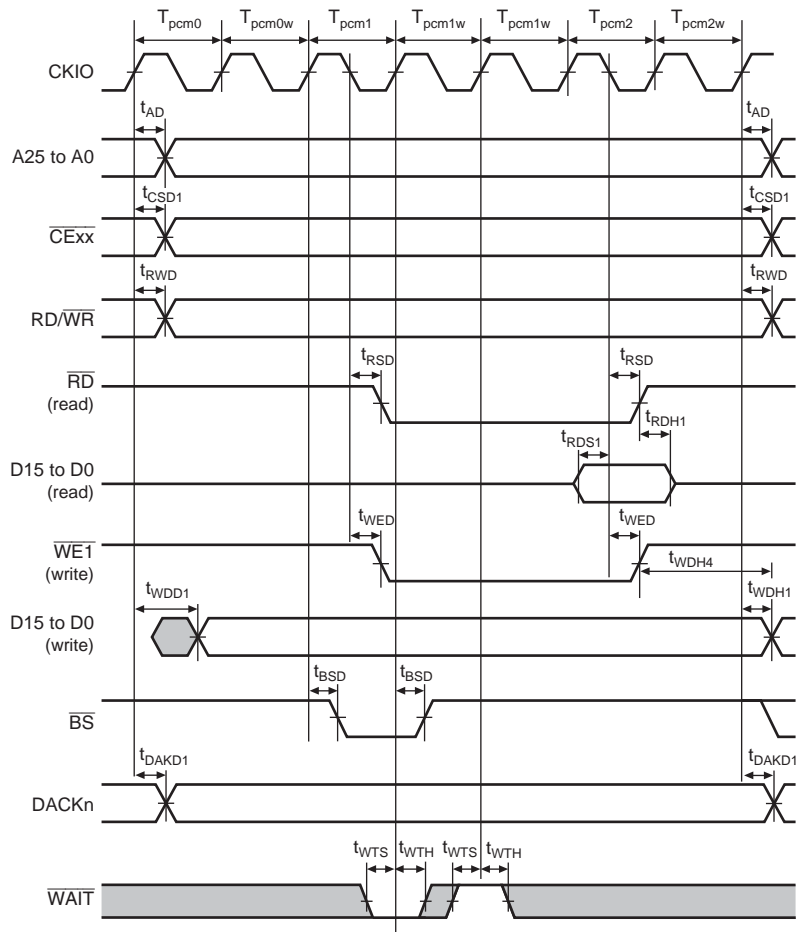 Tpcm0 Tpcm0w Tpcm1 Tpcm1w Tpcm1w Tpcm2 Tpcm2w
CKIO
tAD tAD
A25 to A0
tCSD1 tCSD1
CExx
tRWD tRWD
RD/WR
tRSD tRSD
RD
(read)
tRDH1
tRDS1
D15 to D0
(read)
tWED tWED
WE1
(write)
tWDH4
tWDD1 tWDH1
D15 to D0
(write)
tBSD tBSD
BS
tDAKD1 tDAKD1
DACKn
tWTS tWTH tWTS tWTH
WAIT